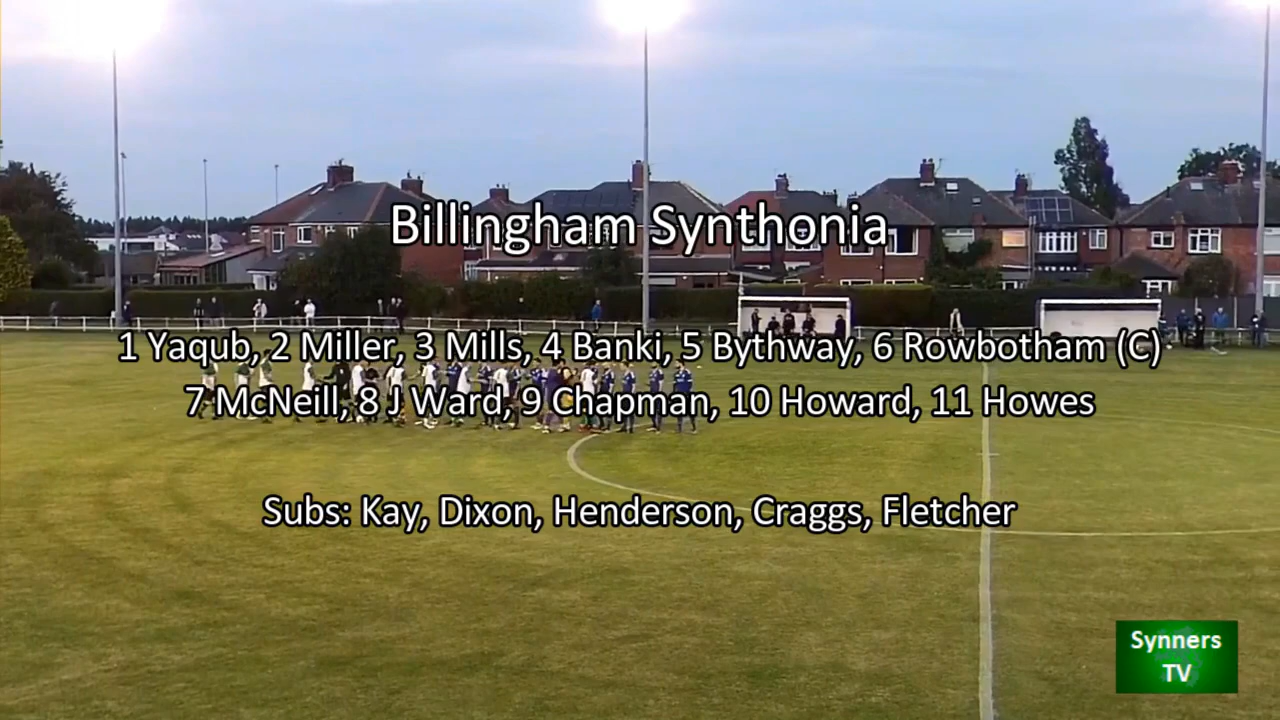 Billingham Synthonia
1 Yaqub, 2 Miller, 3 Mills, 4 Banki, 5 Bythway, 6 Rowbotham (C)
7 McNeill, 8 J Ward, 9 Chapman, 10 Howard, 11 Howes
Subs: Kay, Dixon, Henderson, Craggs, Fletcher
Synners
TV